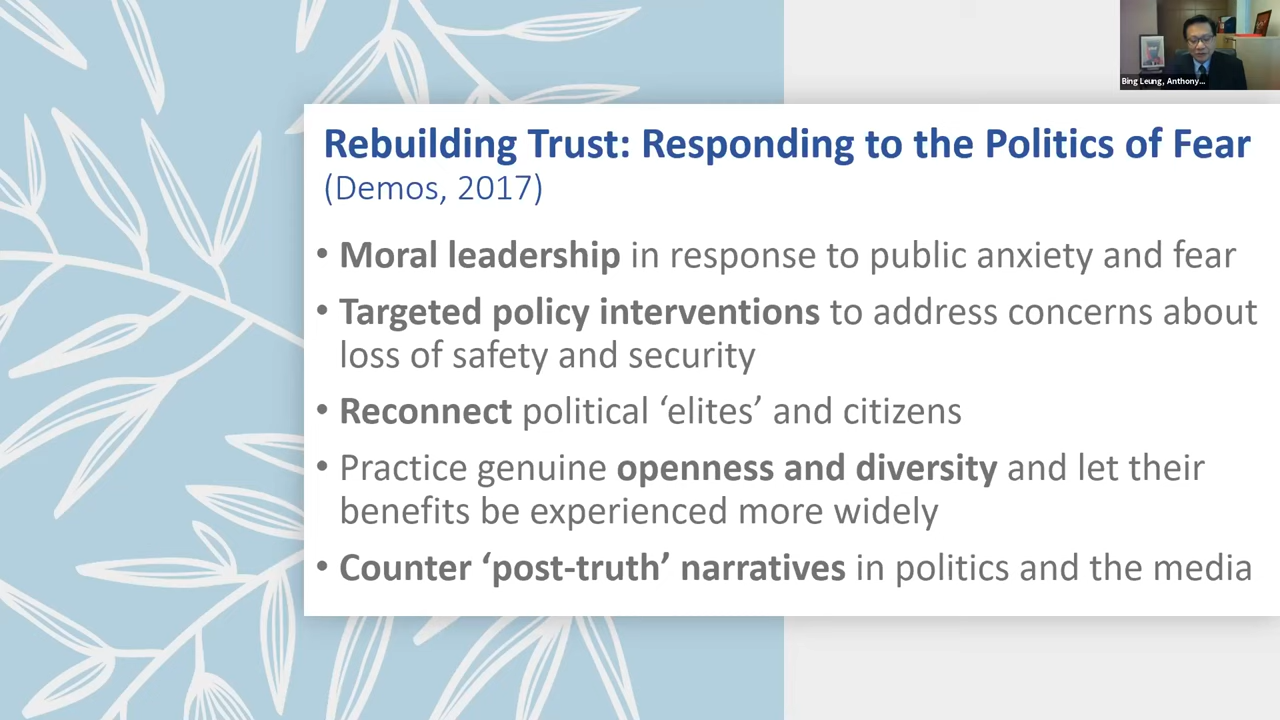 Bing Leung, Anthony...
Rebuilding Trust: Responding to the Politics of Fear
(Demos, 2017)
• Moral leadership in response to public anxiety and fear
• Targeted policy interventions to address concerns about
loss of safety and security
• Reconnect political ‘elites’ and citizens
• Practice genuine openness and diversity and let their
benefits be experienced more widely
• Counter ‘post-truth’ narratives in politics and the media